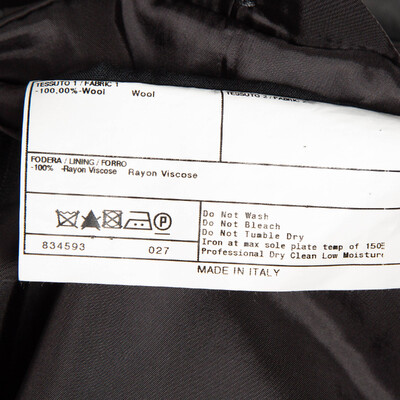 TESSUTO 1 / FABRIC 1
-100,00%-Wool Wool
TESSUTO 2 / FABRIC
FODERA / LINING / FORRO
-100% -Rayon Viscose Rayon Viscose
P
Do Not Wash
Do Not Bleach
Do Not Tumble Dry
Iron at max sole plate temp of 150
Professional Dry Clean Low Moisture
834593 027
MADE IN ITALY